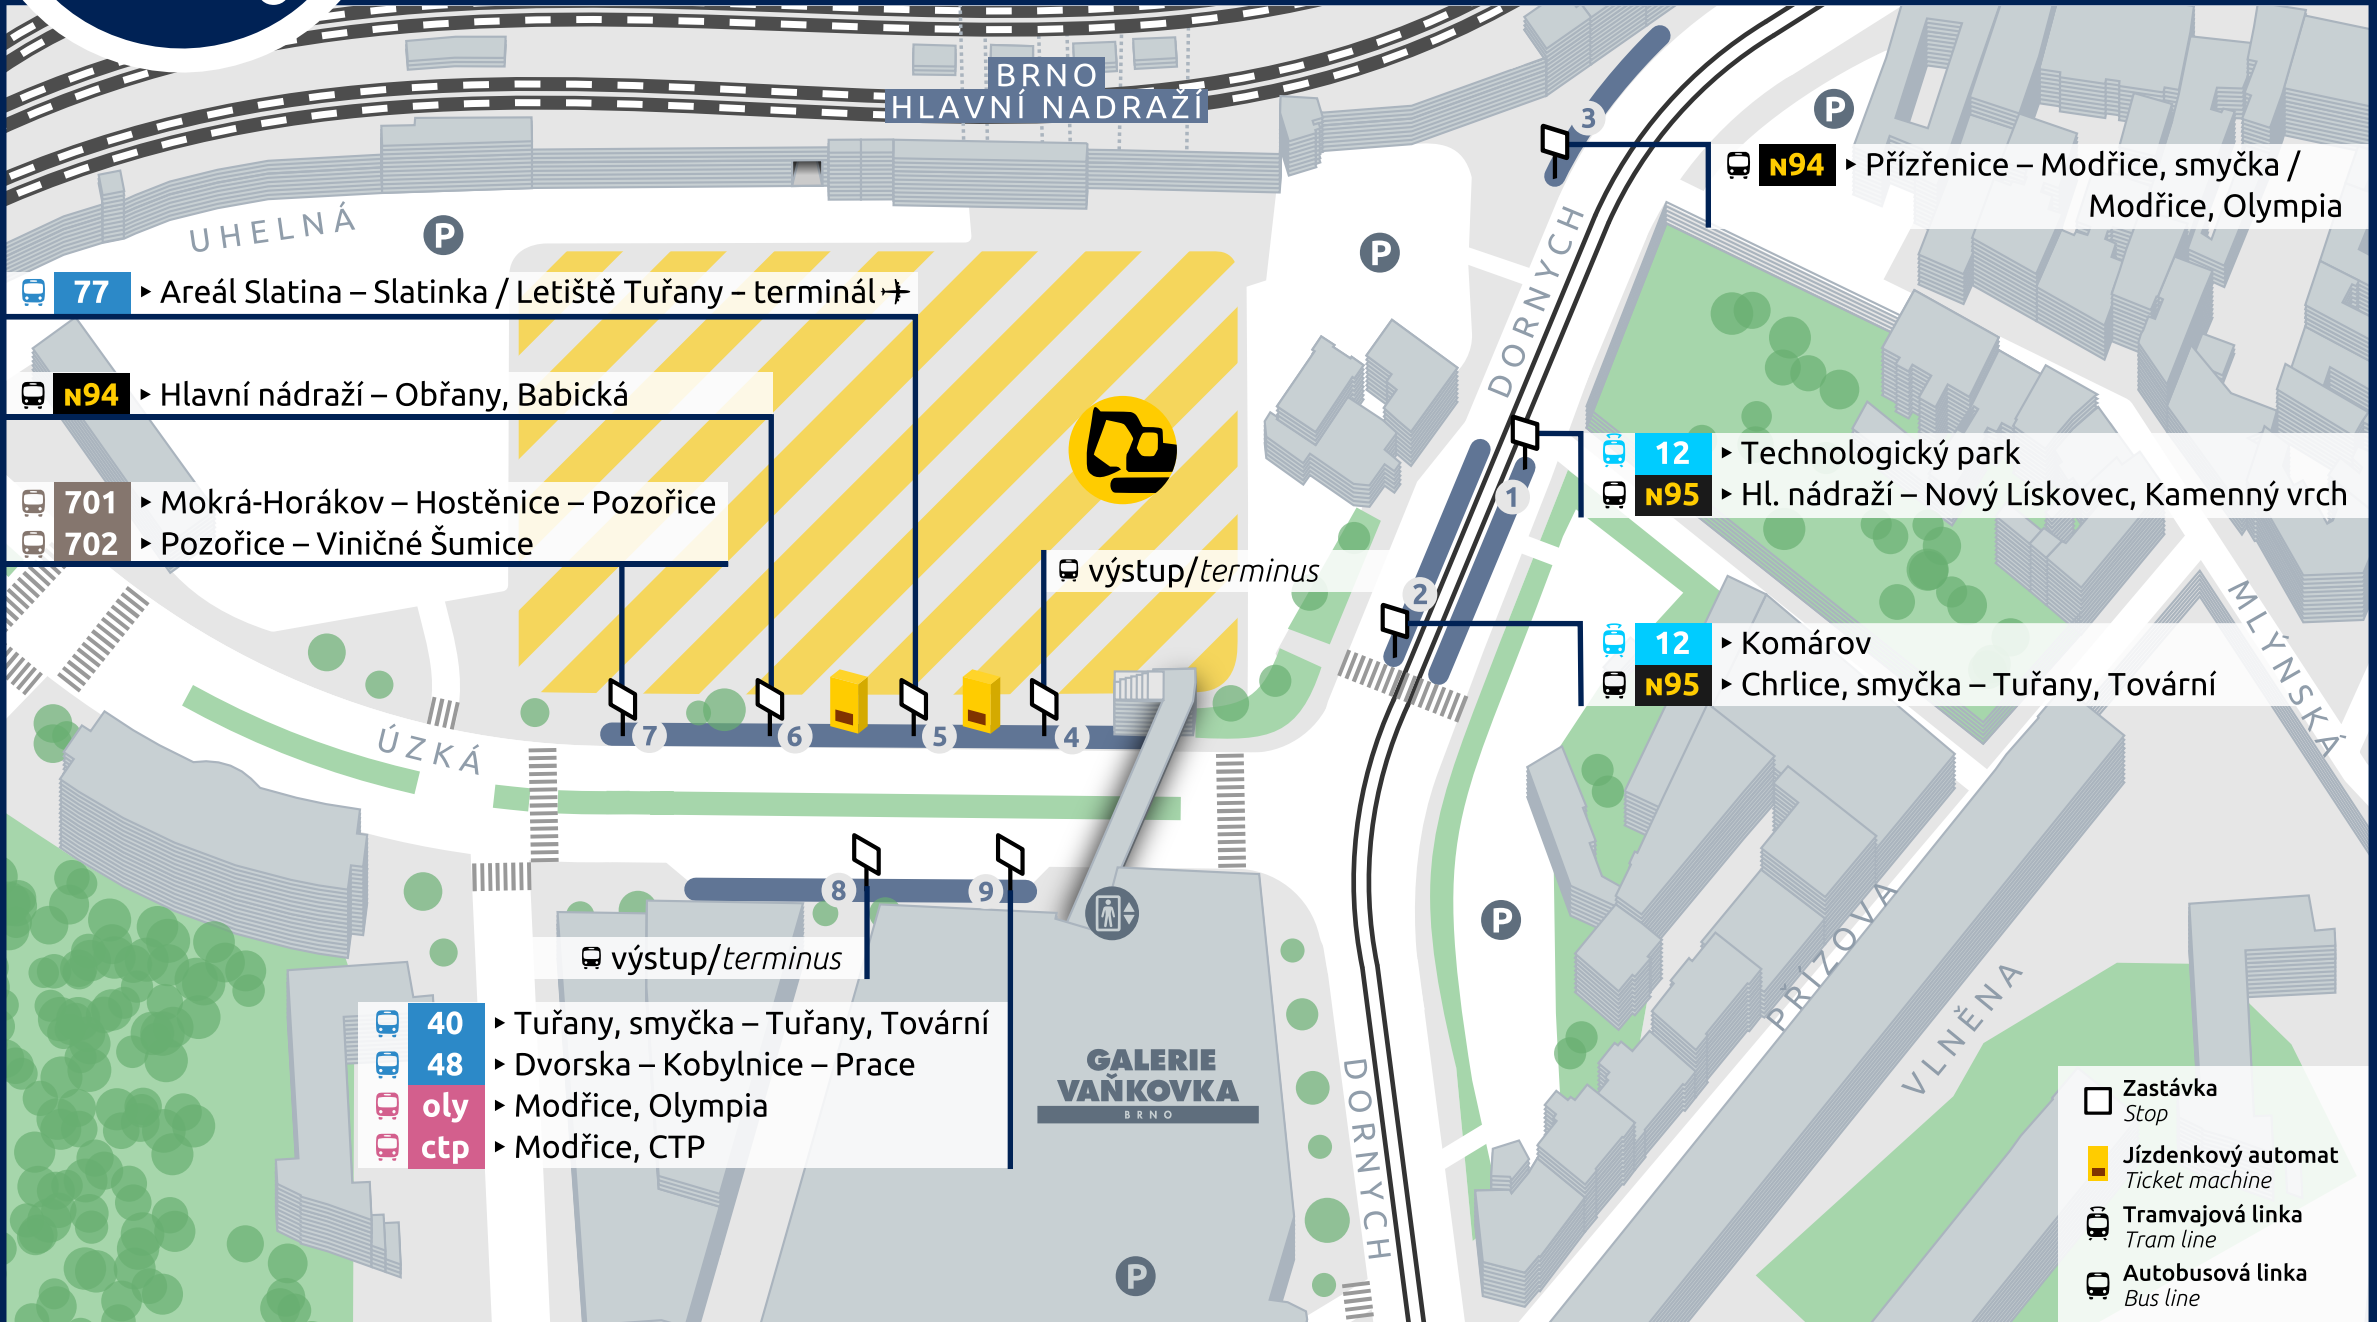 BRNO
HLAVNÍ NADRAŽÍ
P
3
N94 ▸ Přízřenice – Modřice, smyčka /
Modřice, Olympia
UHELNÁ
P
P
DORNYCH
77 ▸ Areál Slatina – Slatinka / Letiště Tuřany – terminál
N94 ▸ Hlavní nádraží – Obřany, Babická
701 ▸ Mokrá-Horákov – Hostěnice – Pozořice
702 ▸ Pozořice – Viničné Šumice
12 ▸ Technologický park
N95 ▸ Hl. nádraží – Nový Lískovec, Kamenný vrch
1
výstup/terminus
2
12 ▸ Komárov
N95 ▸ Chrlice, smyčka – Tuřany, Tovární
MLÝNSKÁ
7
6
5
4
ÚZKÁ
8
9
P
výstup/terminus
PŘÍZOVA
VLNĚNA
40 ▸ Tuřany, smyčka – Tuřany, Tovární
48 ▸ Dvorska – Kobylnice – Prace
oly ▸ Modřice, Olympia
ctp ▸ Modřice, CTP
GALERIE
VAŇKOVKA
BRNO
DORNYCH
P
Zastávka
Stop
Jízdenkový automat
Ticket machine
Tramvajová linka
Tram line
Autobusová linka
Bus line